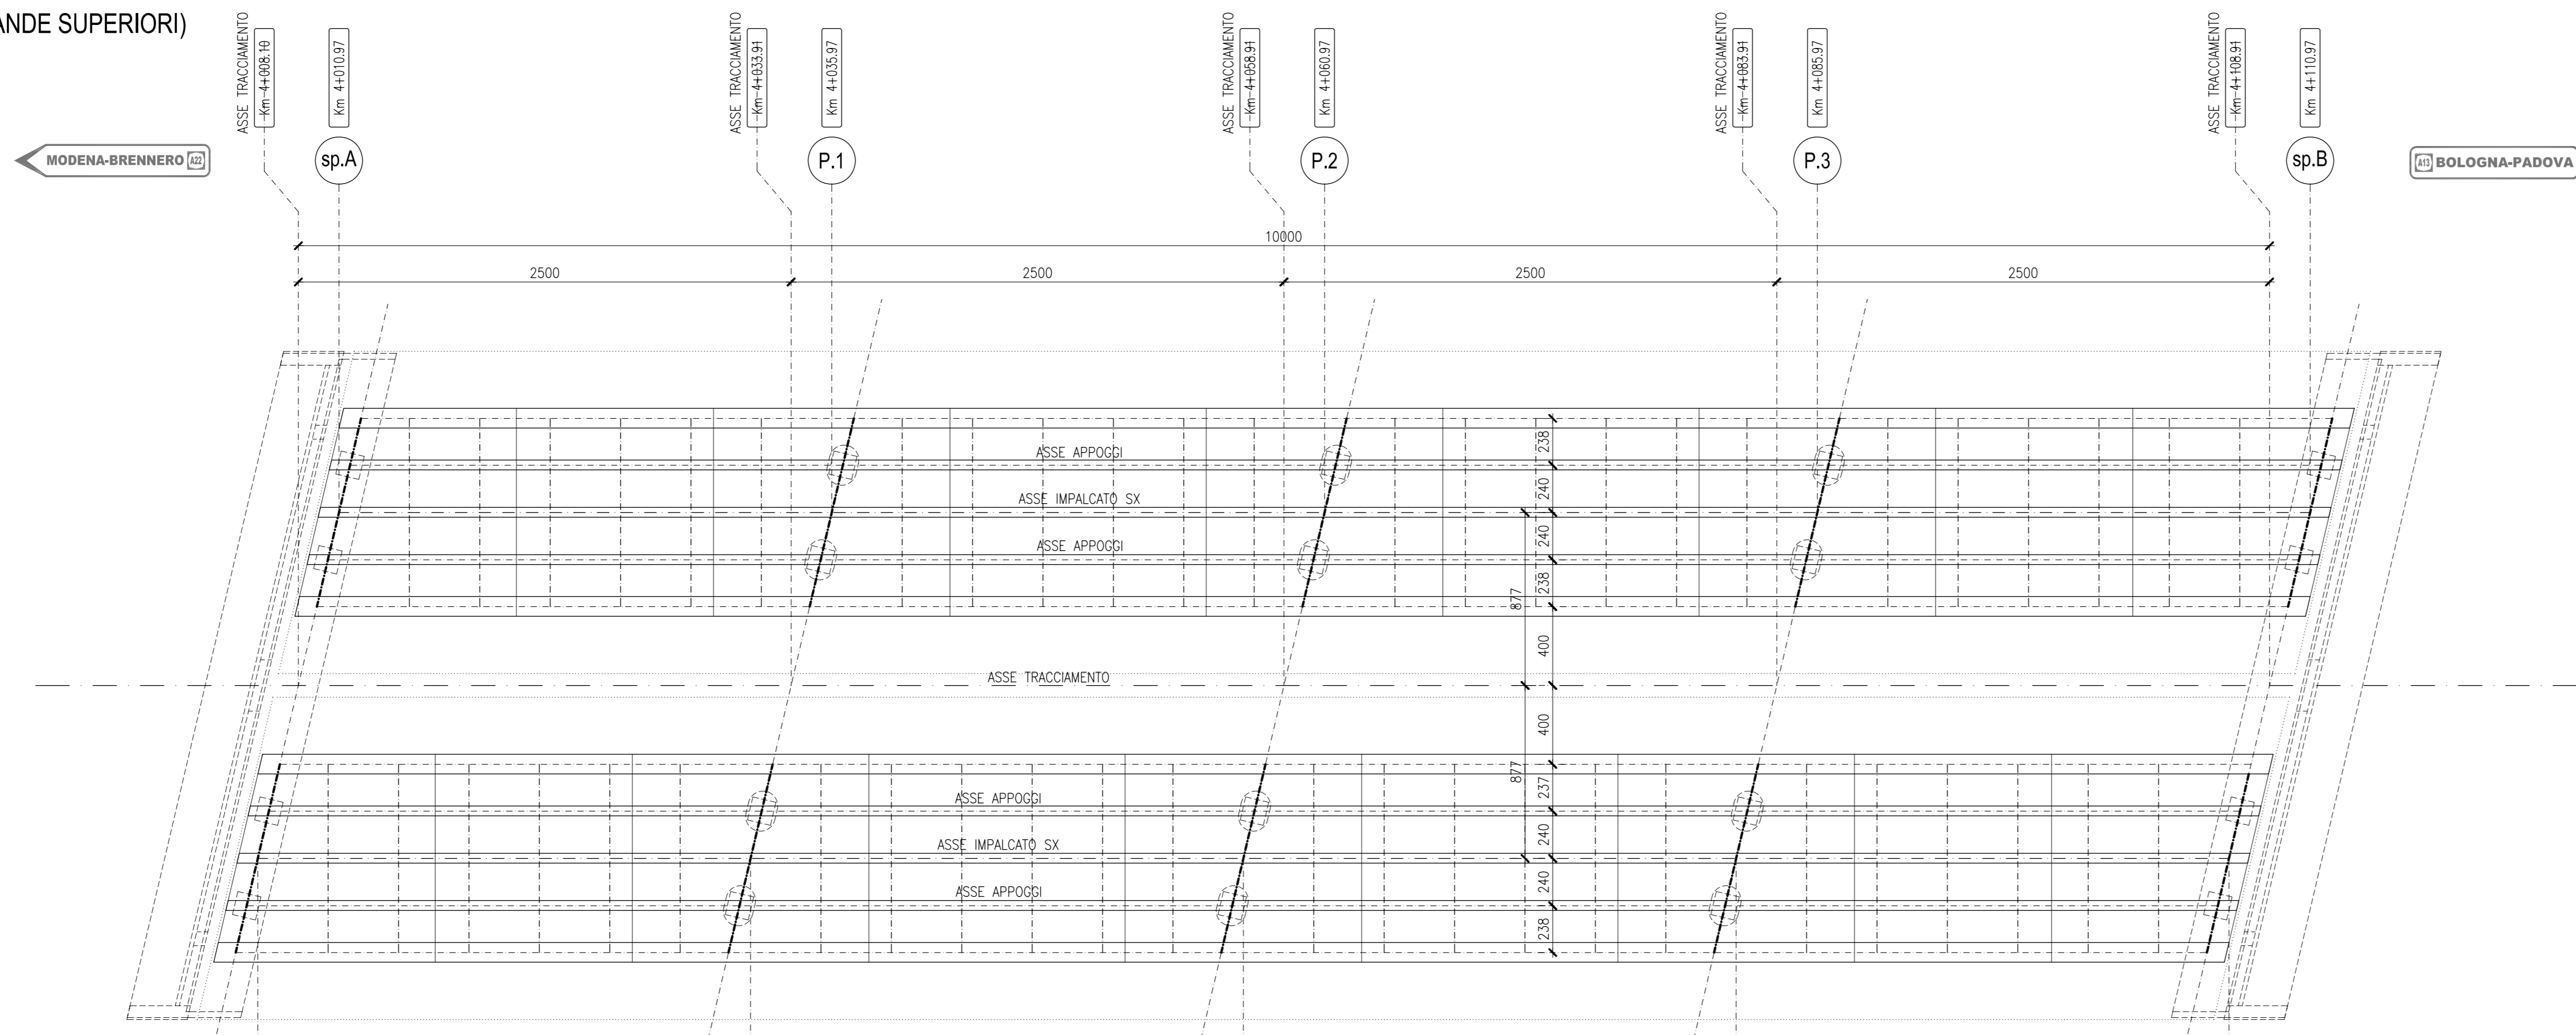 ANDE SUPERIORI)
ASSE TRACCIAMENTO
Km 4+008.10
Km 4+010.97
ASSE TRACCIAMENTO
Km 4+033.91
Km 4+035.97
ASSE TRACCIAMENTO
Km 4+058.91
Km 4+060.97
ASSE TRACCIAMENTO
Km 4+083.91
Km 4+085.97
ASSE TRACCIAMENTO
Km 4+108.91
Km 4+110.97
MODENA-BRENNERO A22
sp.A
P.1
P.2
P.3
sp.B
A13 BOLOGNA-PADOVA
10000
2500
2500
2500
2500
238
ASSE APPOGGI
240
ASSE IMPALCATO SX
240
ASSE APPOGGI
238
877
400
ASSE TRACCIAMENTO
400
877
237
ASSE APPOGGI
240
ASSE IMPALCATO SX
240
ASSE APPOGGI
238